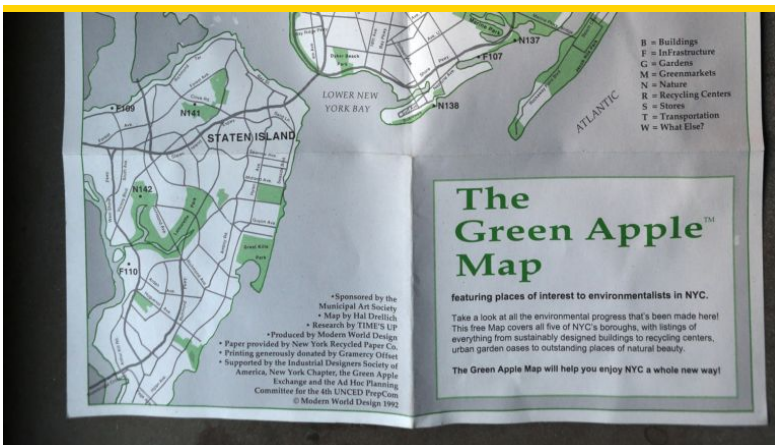 N137
F107
B = Buildings
F = InFrastructure
G = Gardens
M = Greenmarkets
N = Nature
R = Recycling Centers
S = Stores
T = Transportation
W = What Else?
LOWER NEW
YORK BAY
N138
ATLANTIC
F109
N141
STATEN ISLAND
N142
Great Kills
Park
F110
The
Green Apple™
Map
featuring places of interest to environmentalists in NYC.
Take a look at all the environmental progress that's been made here!
This free Map covers all five of NYC's boroughs, with listings of
everything from sustainably designed buildings to recycling centers,
urban garden oases to outstanding places of natural beauty.
The Green Apple Map will help you enjoy NYC a whole new way!
• Sponsored by the
Municipal Art Society
• Map by Hal Drellich
• Research by TIME'S UP
• Produced by Modern World Design
• Paper provided by New York Recycled Paper Co.
• Printing generously donated by Gramercy Offset
• Supported by the Industrial Designers Society of
America, New York Chapter, the Green Apple
Exchange and the Ad Hoc Planning
Committee for the 4th UNCED PrepCom
© Modern World Design 1992